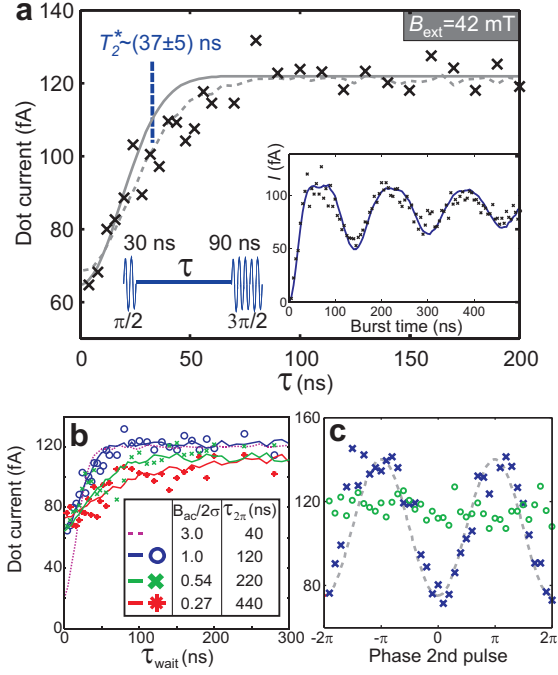 a
B_ext=42 mT
T_2^*~(37±5) ns
140
120
100
80
60
Dot current (fA)
0
50
100
150
200
τ (ns)
30 ns
τ
90 ns
π/2
3π/2
I (fA)
100
50
0
0
100
200
300
400
Burst time (ns)
b
Dot current (fA)
120
80
40
0
B_ac/2σ τ_2π (ns)
3.0 40
1.0 120
0.54 220
0.27 440
0
100
200
300
τ_wait (ns)
c
160
120
80
-2π
-π
0
π
2π
Phase 2nd pulse